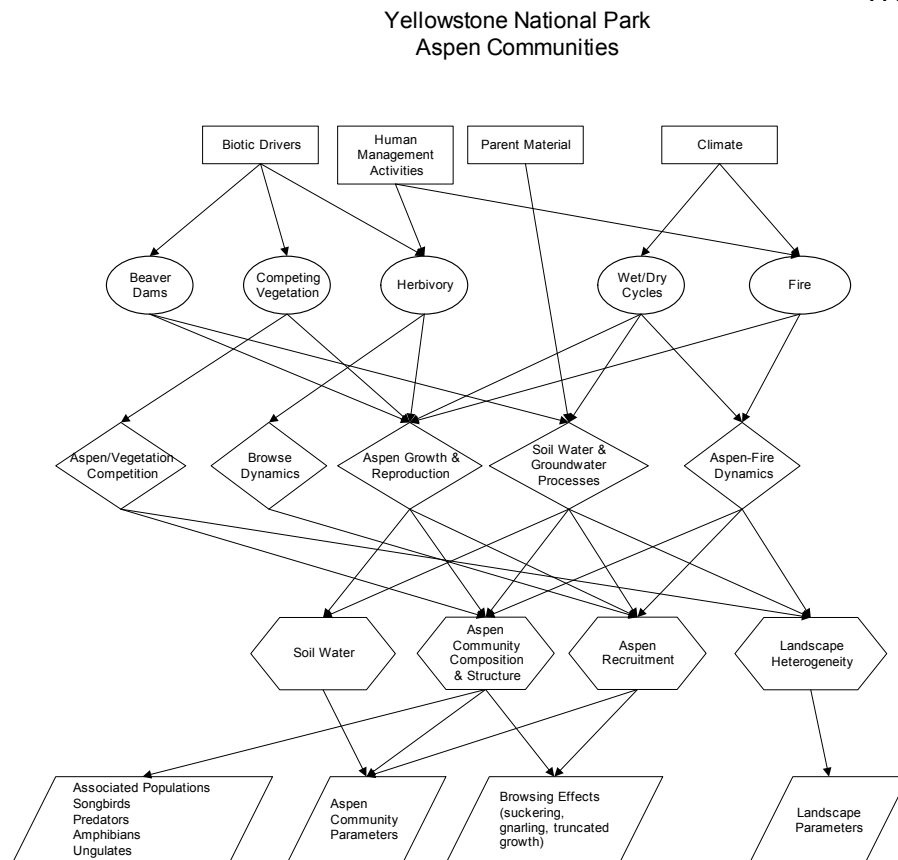 Yellowstone National Park
Aspen Communities
Biotic Drivers
Human
Management
Activities
Parent Material
Climate
Beaver
Dams
Competing
Vegetation
Herbivory
Wet/Dry
Cycles
Fire
Aspen/Vegetation
Competition
Browse
Dynamics
Aspen Growth &
Reproduction
Soil Water &
Groundwater
Processes
Aspen-Fire
Dynamics
Soil Water
Aspen
Community
Composition
& Structure
Aspen
Recruitment
Landscape
Heterogeneity
Associated Populations
Songbirds
Predators
Amphibians
Ungulates
Aspen
Community
Parameters
Browsing Effects
(suckering,
gnarling, truncated
growth)
Landscape
Parameters